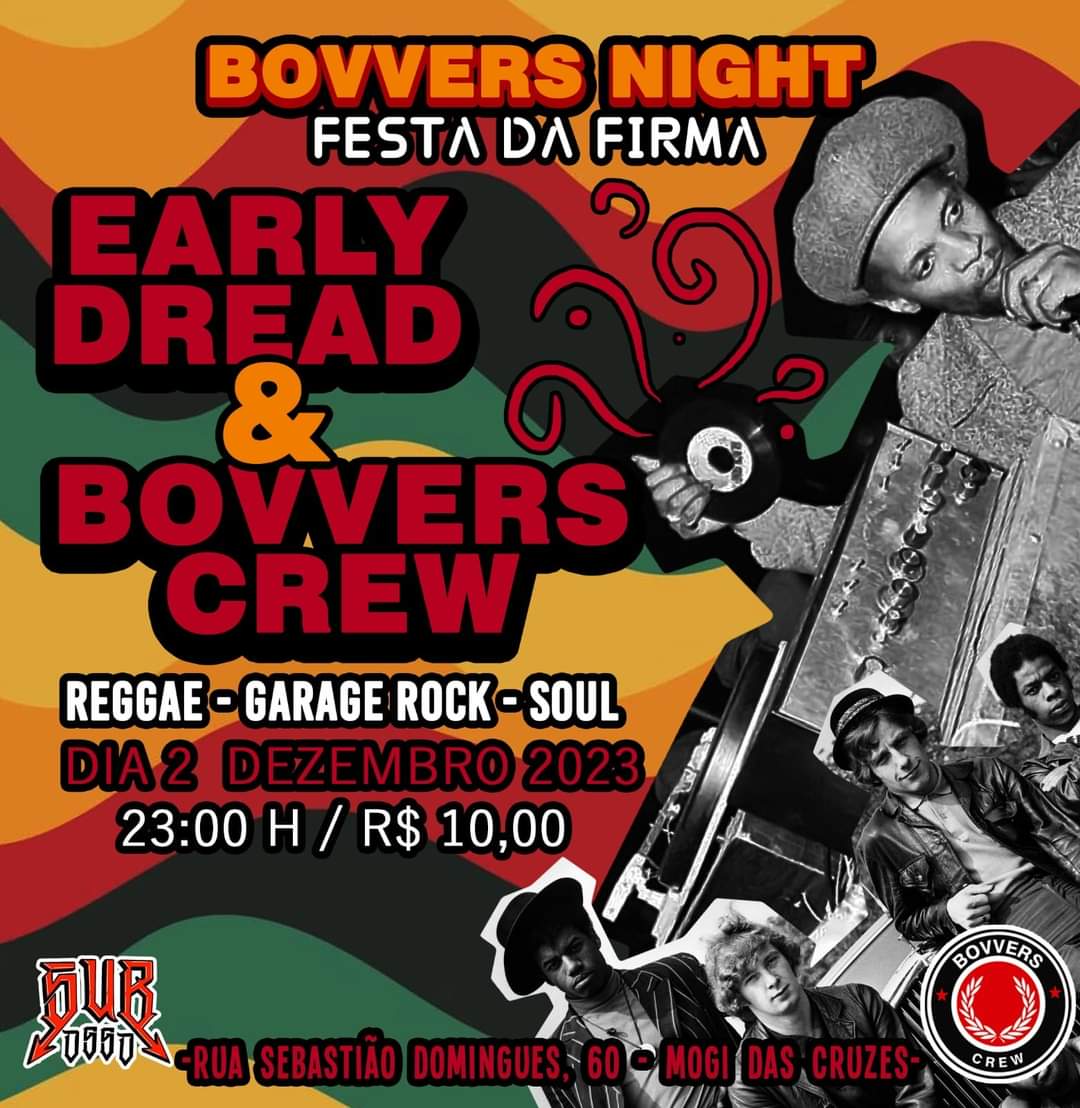 BOVVERS NIGHT
FESTA DA FIRMA
EARLY
DREAD
&
BOVVERS
CREW
REGGAE - GARAGE ROCK - SOUL
DIA 2 DEZEMBRO 2023
23:00 H / R$ 10,00
SUB
OSSO
-RUA SEBASTIÃO DOMINGUES, 60 - MOGI DAS CRUZES-
BOVVERS
CREW